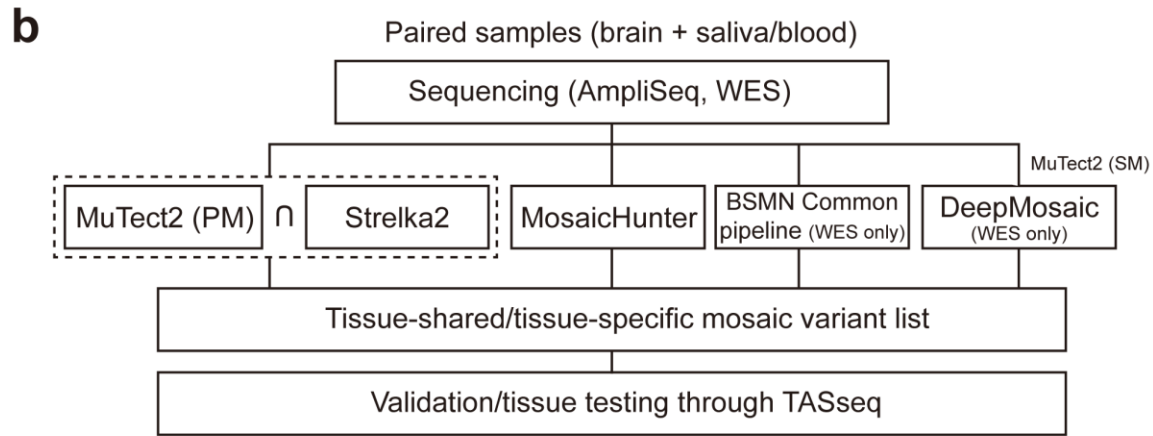 b
Paired samples (brain + saliva/blood)
Sequencing (AmpliSeq, WES)
MuTect2 (SM)
MuTect2 (PM) ∩ Strelka2
MosaicHunter
BSMN Common
pipeline (WES only)
DeepMosaic
(WES only)
Tissue-shared/tissue-specific mosaic variant list
Validation/tissue testing through TASseq